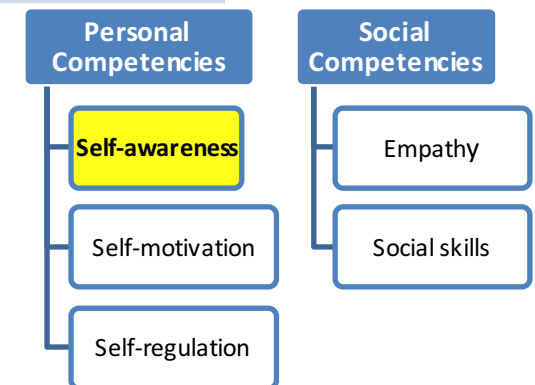 Personal
Competencies
Self-awareness
Self-motivation
Self-regulation
Social
Competencies
Empathy
Social skills